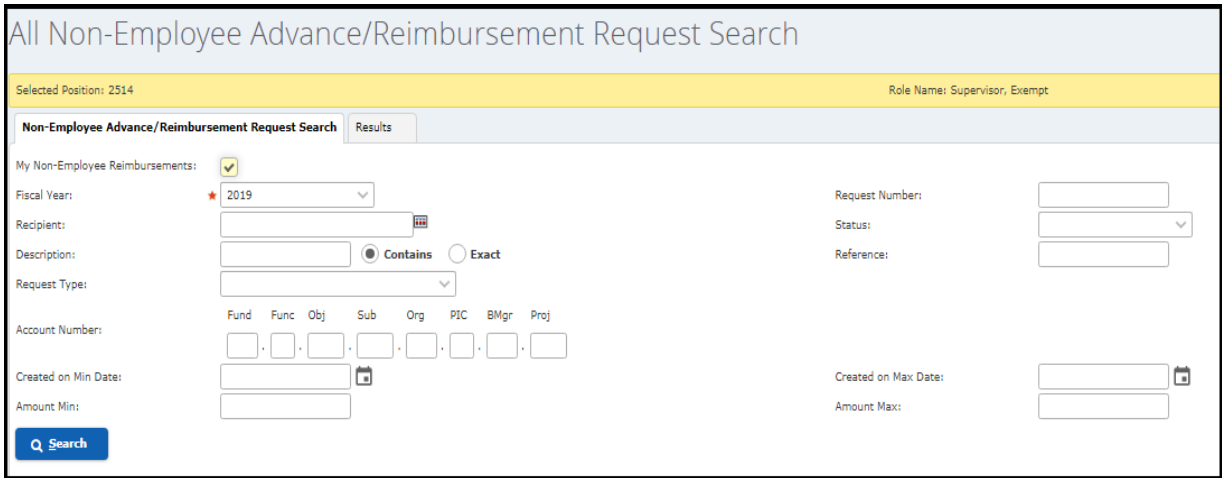 All Non-Employee Advance/Reimbursement Request Search
Selected Position: 2514 Role Name: Supervisor, Exempt
Non-Employee Advance/Reimbursement Request Search Results
My Non-Employee Reimbursements:
Fiscal Year: 2019 Request Number:
Recipient: Status:
Description: Contains Exact Reference:
Request Type:
Fund Func Obj Sub Org PIC BMgr Proj
Account Number: . . . . . . .
Created on Min Date: Created on Max Date:
Amount Min: Amount Max:
Search